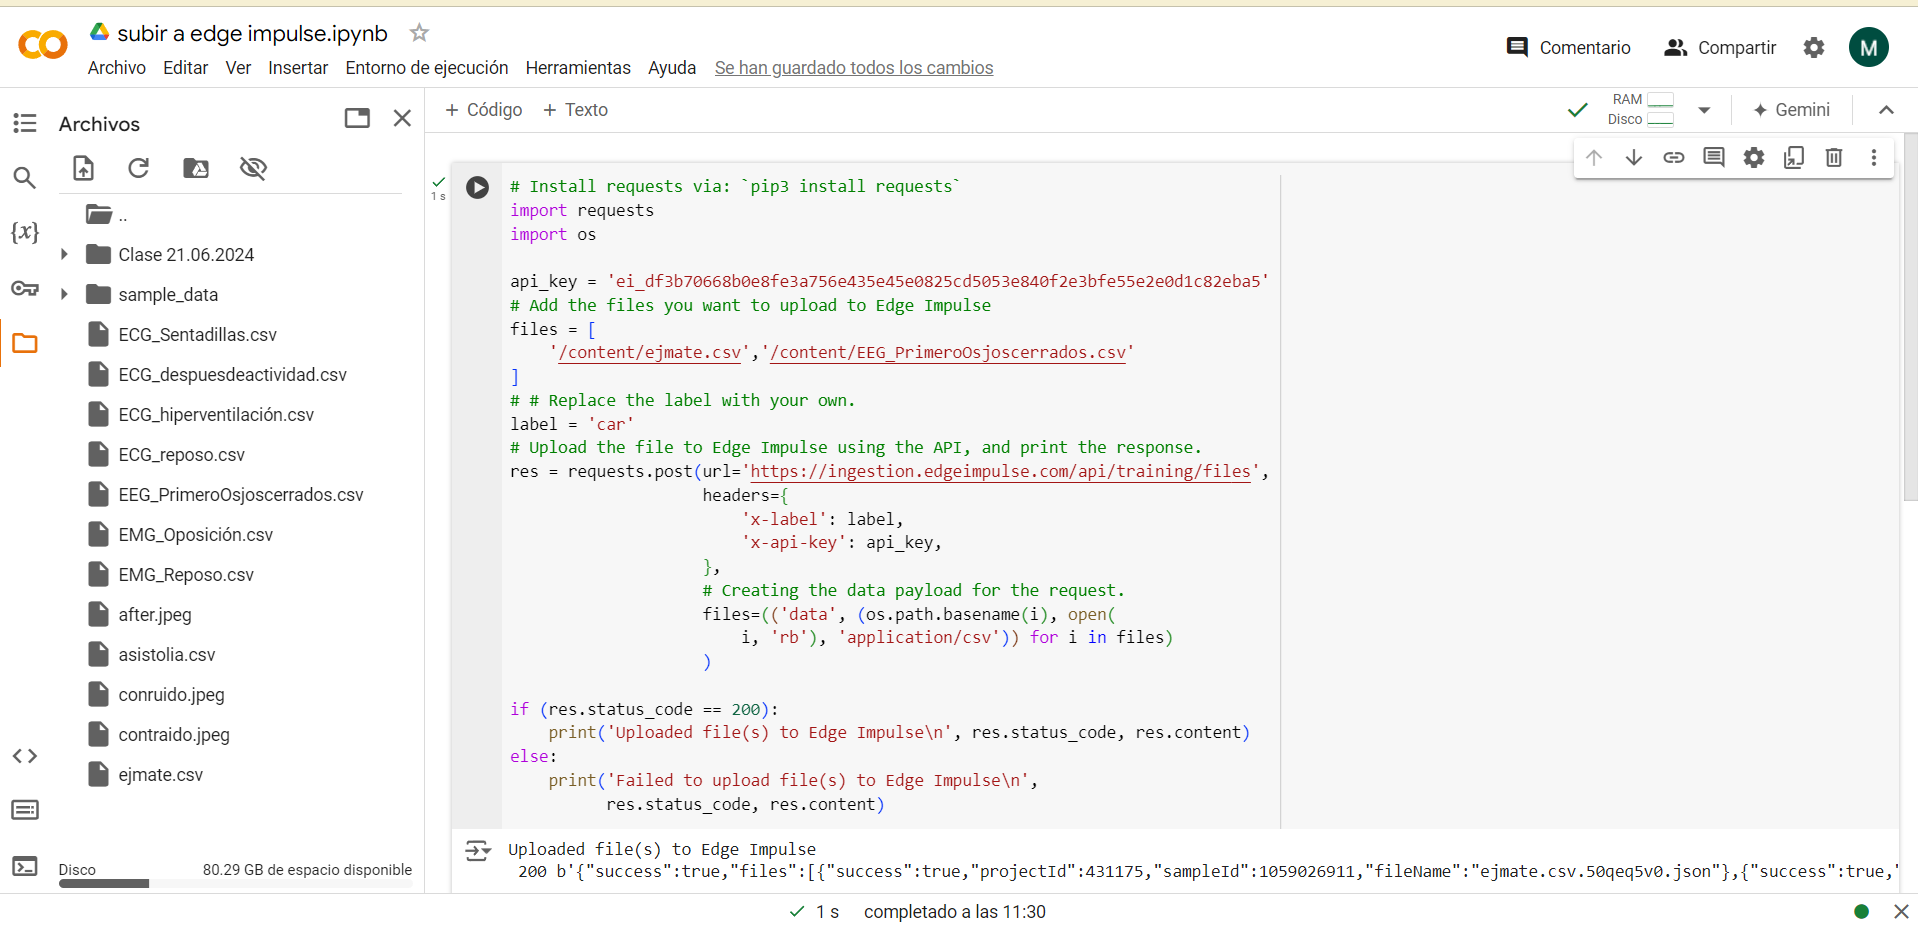 subir a edge impulse.ipynb
Archivo Editar Ver Insertar Entorno de ejecución Herramientas Ayuda Se han guardado todos los cambios
Comentario
Compartir
M
Archivos
..
Clase 21.06.2024
sample_data
ECG_Sentadillas.csv
ECG_despuesdeactividad.csv
ECG_hiperventilación.csv
ECG_reposo.csv
EEG_PrimeroOsjoscerrados.csv
EMG_Oposición.csv
EMG_Reposo.csv
after.jpeg
asistolia.csv
conruido.jpeg
contraido.jpeg
ejmate.csv
Disco 80.29 GB de espacio disponible
+ Código + Texto
RAM
Disco
Gemini
1 s
# Install requests via: `pip3 install requests`
import requests
import os
api_key = 'ei_df3b70668b0e8fe3a756e435e45e0825cd5053e840f2e3bfe55e2e0d1c82eba5'
# Add the files you want to upload to Edge Impulse
files = [
'/content/ejmate.csv','/content/EEG_PrimeroOsjoscerrados.csv'
]
# # Replace the label with your own.
label = 'car'
# Upload the file to Edge Impulse using the API, and print the response.
res = requests.post(url='https://ingestion.edgeimpulse.com/api/training/files',
headers={
'x-label': label,
'x-api-key': api_key,
},
# Creating the data payload for the request.
files=(('data', (os.path.basename(i), open(
i, 'rb'), 'application/csv')) for i in files)
)
if (res.status_code == 200):
print('Uploaded file(s) to Edge Impulse\n', res.status_code, res.content)
else:
print('Failed to upload file(s) to Edge Impulse\n',
res.status_code, res.content)
Uploaded file(s) to Edge Impulse
200 b'{"success":true,"files":[{"success":true,"projectId":431175,"sampleId":1059026911,"fileName":"ejmate.csv.50qeq5v0.json"},{"success":true,"
1 s completado a las 11:30